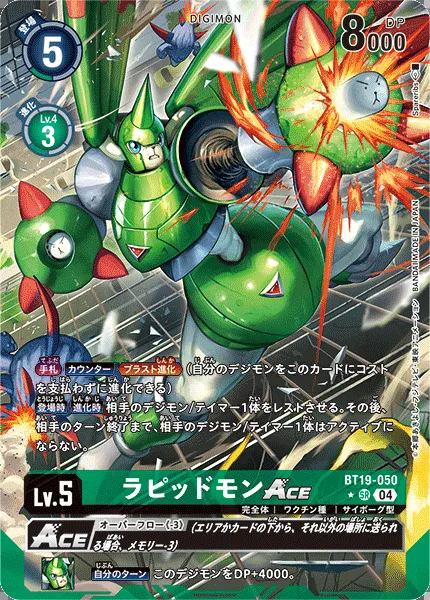 登場
5
DIGIMON
DP
8000
進化
Lv.4
3
Sparenbs
BANDAI MADE IN JAPAN
手札 カウンター ブラスト進化 (自分のデジモンをこのカードにコスト
を支払わずに進化できる)
登場時 進化時 相手のデジモン/テイマー1体をレストさせる。その後、
相手のターン終了まで、相手のデジモン/テイマー1体はアクティブに
ならない。
Lv.5
ラピッドモンACE
BT19-050
SR 04
完全体 ワクチン種 サイボーグ型
ACE
オーバーフロー《-3》 (エリアかカードの下から、それ以外の場所に送られ
る場合、メモリー-3)
自分のターン このデジモンをDP+4000。